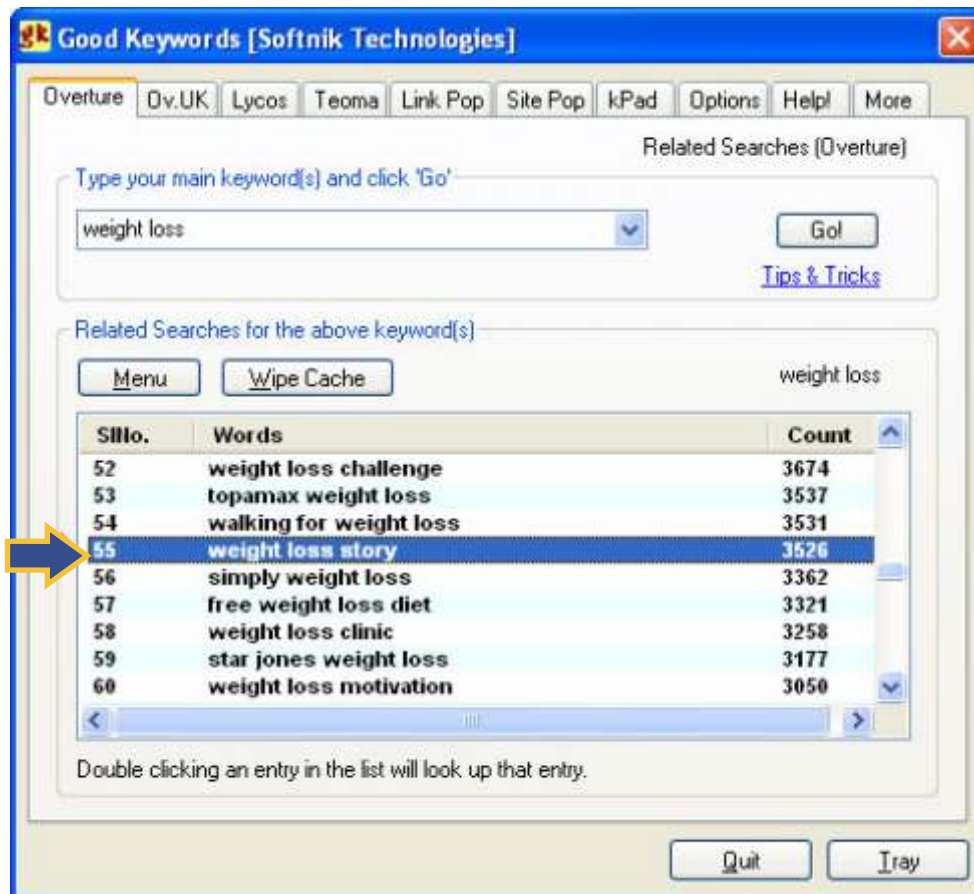 gk Good Keywords [Softnik Technologies]
Overture Ov.UK Lycos Teoma Link Pop Site Pop kPad Options Help! More
Related Searches (Overture)
Type your main keyword(s) and click 'Go'
weight loss Go!
Tips & Tricks
Related Searches for the above keyword(s)
Menu Wipe Cache weight loss
SlNo. Words Count
52 weight loss challenge 3674
53 topamax weight loss 3537
54 walking for weight loss 3531
55 weight loss story 3526
56 simply weight loss 3362
57 free weight loss diet 3321
58 weight loss clinic 3258
59 star jones weight loss 3177
60 weight loss motivation 3050
Double clicking an entry in the list will look up that entry.
Quit Tray